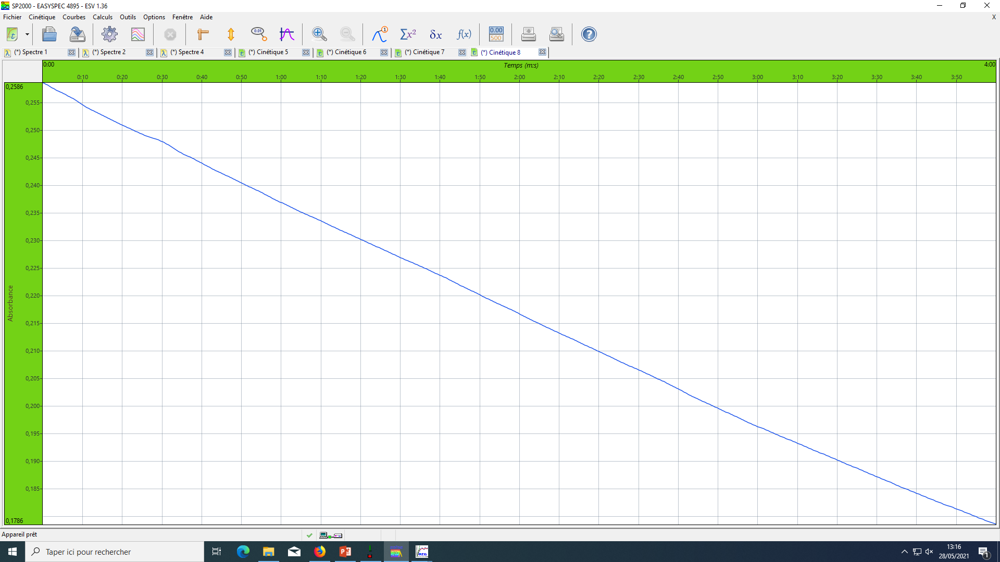 SP2000 - EASYSPEC 4895 - ESV 1.36
Fichier Cinétique Courbes Calculs Outils Options Fenêtre Aide X
t 0.01 1 Σx² δx f(x) 0.00 500 ?
λ (*) Spectre 1 λ (*) Spectre 2 λ (*) Spectre 4 t (*) Cinétique 5 t (*) Cinétique 6 t (*) Cinétique 7 t (*) Cinétique 8
0:00 Temps (m:s) 4:00
0:10 0:20 0:30 0:40 0:50 1:00 1:10 1:20 1:30 1:40 1:50 2:00 2:10 2:20 2:30 2:40 2:50 3:00 3:10 3:20 3:30 3:40 3:50
0,2586
0,255
0,250
0,245
0,240
0,235
0,230
0,225
0,220
Absorbance
0,215
0,210
0,205
0,200
0,195
0,190
0,185
0,1786
Appareil prêt
Taper ici pour rechercher
13:16
28/05/2021
1